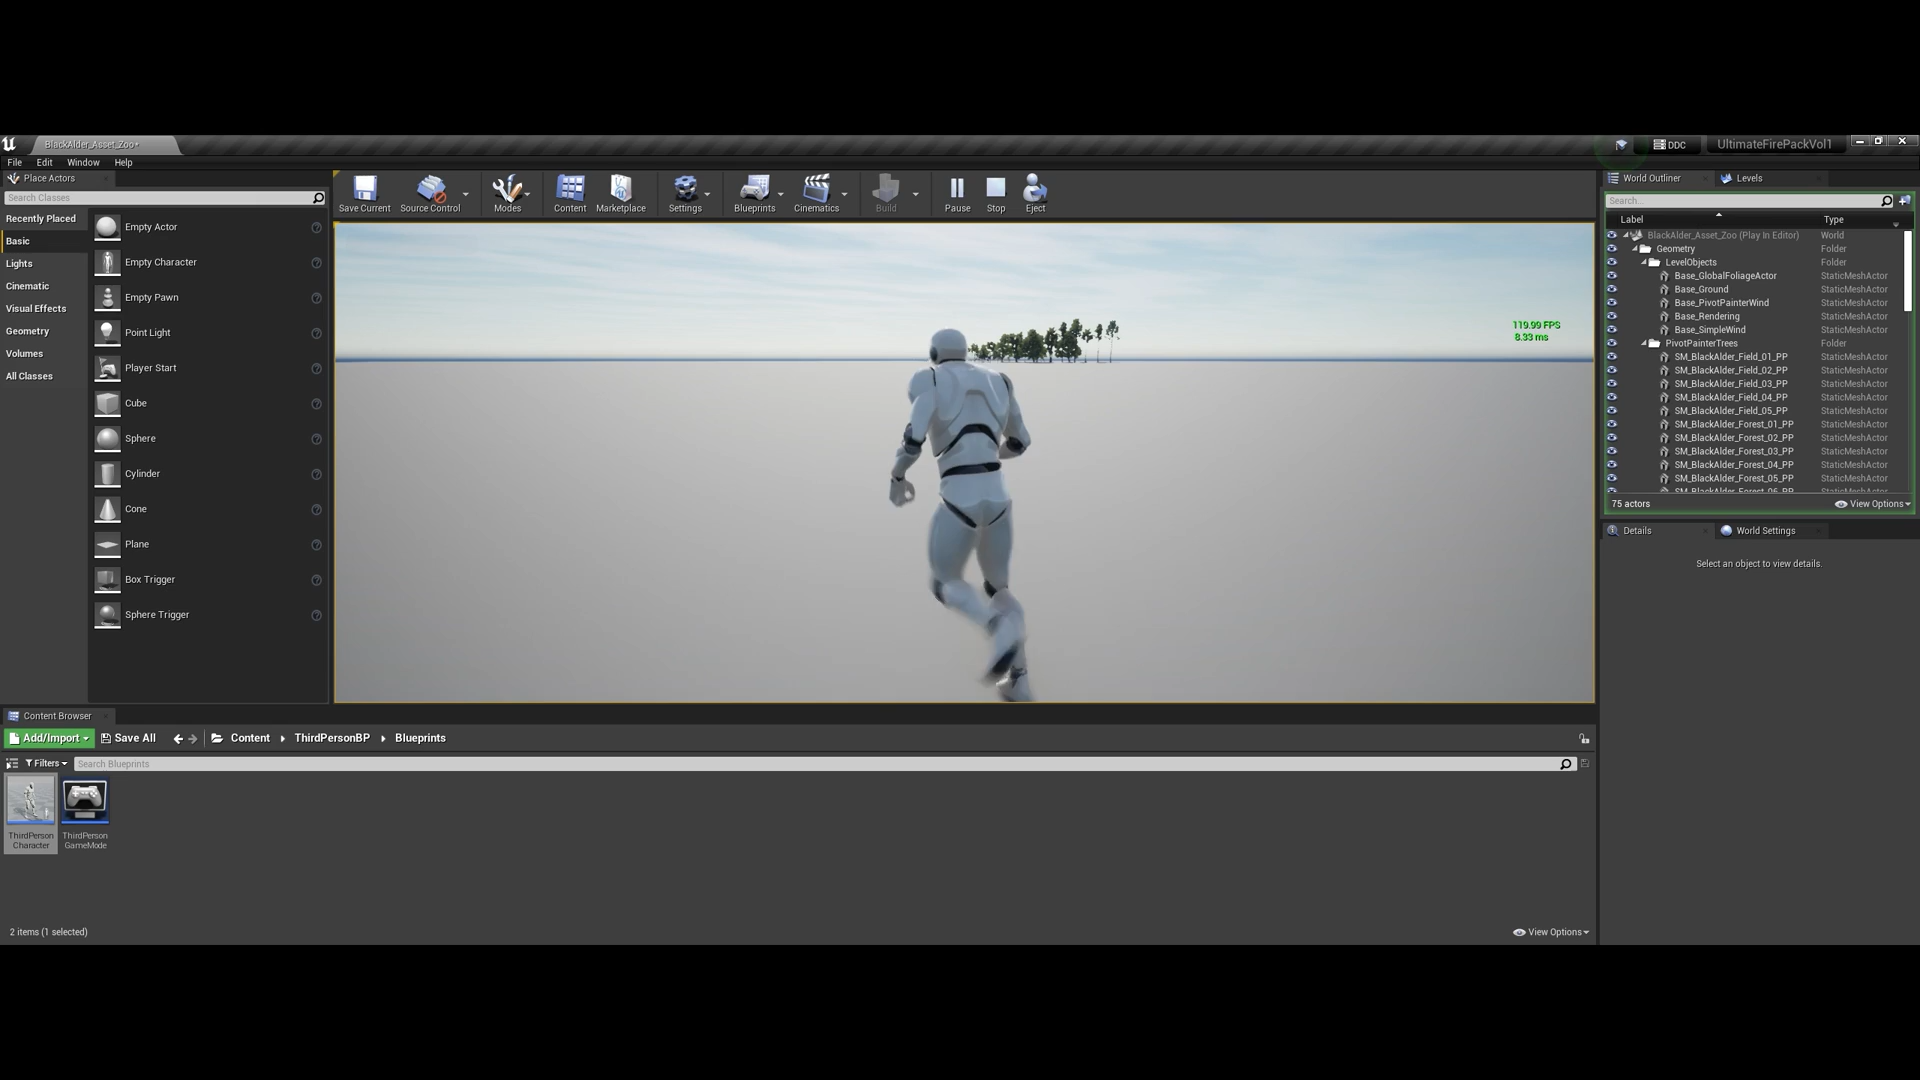 BlackAlder_Asset_Zoo*
DDC
UltimateFirePackVol1
File Edit Window Help
Place Actors
Search Classes
Recently Placed
Basic
Lights
Cinematic
Visual Effects
Geometry
Volumes
All Classes
Empty Actor
Empty Character
Empty Pawn
Point Light
Player Start
Cube
Sphere
Cylinder
Cone
Plane
Box Trigger
Sphere Trigger
Save Current Source Control Modes Content Marketplace Settings Blueprints Cinematics Build Pause Stop Eject
119.99 FPS
8.33 ms
World Outliner Levels
Search...
Label Type
BlackAlder_Asset_Zoo (Play In Editor) World
Geometry Folder
LevelObjects Folder
Base_GlobalFoliageActor StaticMeshActor
Base_Ground StaticMeshActor
Base_PivotPainterWind StaticMeshActor
Base_Rendering StaticMeshActor
Base_SimpleWind StaticMeshActor
PivotPainterTrees Folder
SM_BlackAlder_Field_01_PP StaticMeshActor
SM_BlackAlder_Field_02_PP StaticMeshActor
SM_BlackAlder_Field_03_PP StaticMeshActor
SM_BlackAlder_Field_04_PP StaticMeshActor
SM_BlackAlder_Field_05_PP StaticMeshActor
SM_BlackAlder_Forest_01_PP StaticMeshActor
SM_BlackAlder_Forest_02_PP StaticMeshActor
SM_BlackAlder_Forest_03_PP StaticMeshActor
SM_BlackAlder_Forest_04_PP StaticMeshActor
SM_BlackAlder_Forest_05_PP StaticMeshActor
SM_BlackAlder_Forest_06_PP StaticMeshActor
75 actors View Options
Details World Settings
Select an object to view details.
Content Browser
Add/Import Save All Content ThirdPersonBP Blueprints
Filters Search Blueprints
ThirdPerson
Character
ThirdPerson
GameMode
2 items (1 selected) View Options